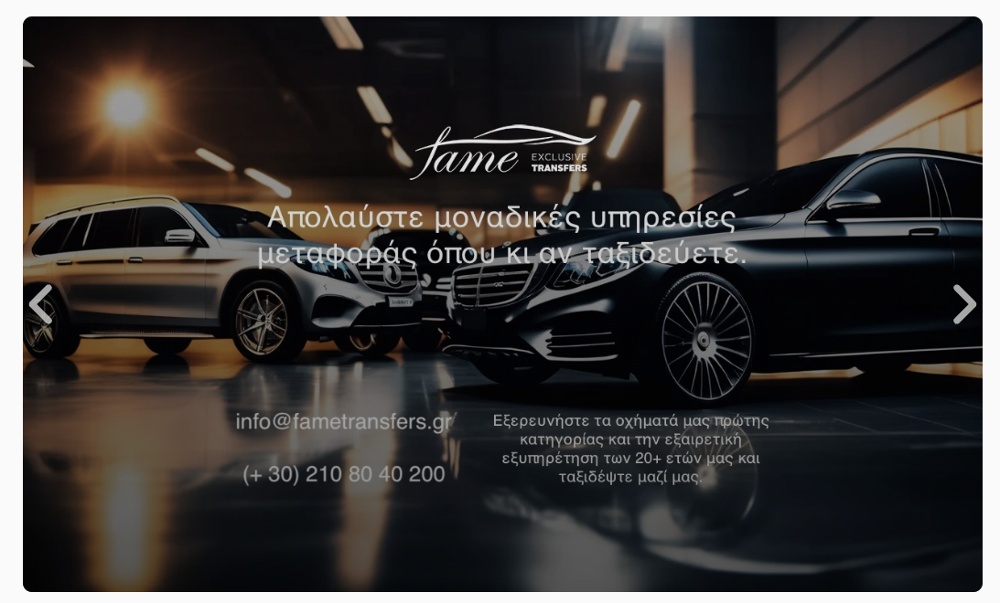 fame EXCLUSIVE
TRANSFERS
Απολαύστε μοναδικές υπηρεσίες
μεταφοράς όπου κι αν ταξιδεύετε.
info@fametransfers.gr
(+ 30) 210 80 40 200
Εξερευνήστε τα οχήματά μας πρώτης
κατηγορίας και την εξαιρετική
εξυπηρέτηση των 20+ ετών μας και
ταξιδέψτε μαζί μας.